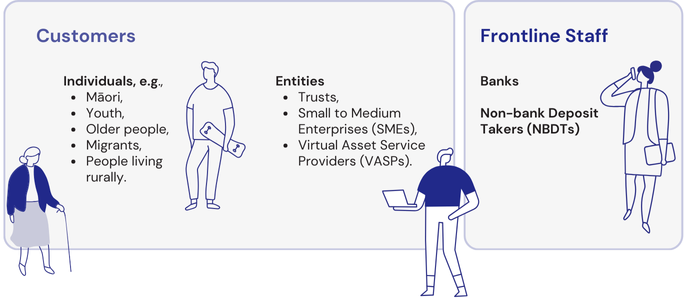 Customers
Individuals, e.g.,
• Māori,
• Youth,
• Older people,
• Migrants,
• People living
rurally.
Entities
• Trusts,
• Small to Medium
Enterprises (SMEs),
• Virtual Asset Service
Providers (VASPs).
Frontline Staff
Banks
Non-bank Deposit
Takers (NBDTs)